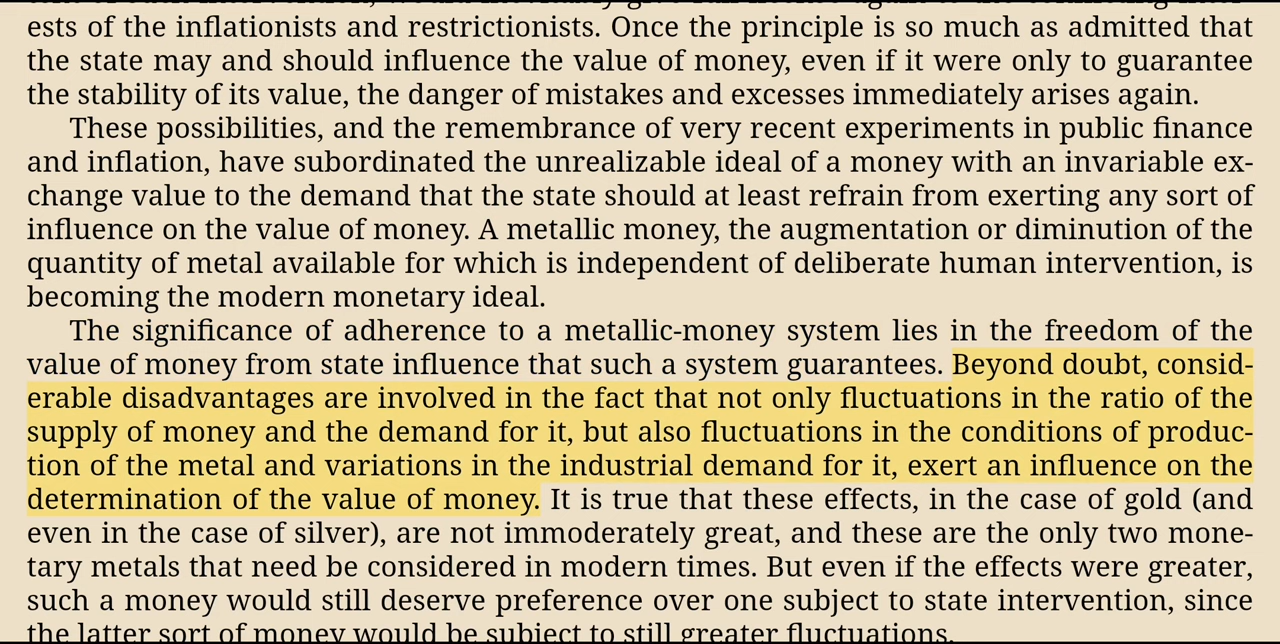 ests of the inflationists and restrictionists. Once the principle is so much as admitted that
the state may and should influence the value of money, even if it were only to guarantee
the stability of its value, the danger of mistakes and excesses immediately arises again.
These possibilities, and the remembrance of very recent experiments in public finance
and inflation, have subordinated the unrealizable ideal of a money with an invariable ex-
change value to the demand that the state should at least refrain from exerting any sort of
influence on the value of money. A metallic money, the augmentation or diminution of the
quantity of metal available for which is independent of deliberate human intervention, is
becoming the modern monetary ideal.
The significance of adherence to a metallic-money system lies in the freedom of the
value of money from state influence that such a system guarantees. Beyond doubt, consid-
erable disadvantages are involved in the fact that not only fluctuations in the ratio of the
supply of money and the demand for it, but also fluctuations in the conditions of produc-
tion of the metal and variations in the industrial demand for it, exert an influence on the
determination of the value of money. It is true that these effects, in the case of gold (and
even in the case of silver), are not immoderately great, and these are the only two mone-
tary metals that need be considered in modern times. But even if the effects were greater,
such a money would still deserve preference over one subject to state intervention, since
the latter sort of money would be subject to still greater fluctuations.